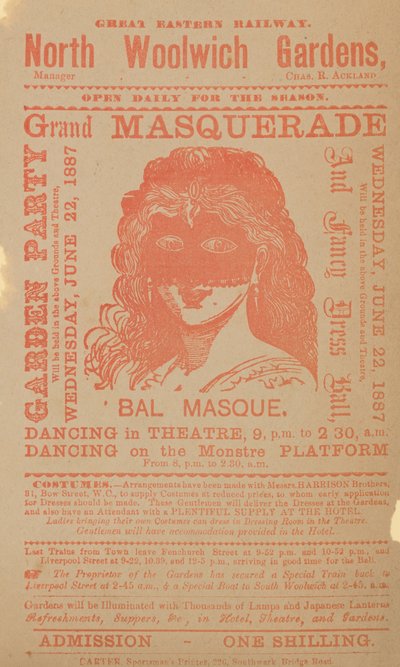 GREAT EASTERN RAILWAY.
North Woolwich Gardens,
Manager - - - CHAS. R. ACKLAND
OPEN DAILY FOR THE SEASON.
Grand MASQUERADE
GARDEN PARTY
Will be held in the above Grounds and Theatre,
WEDNESDAY, JUNE 22, 1887
And Fancy Dress Ball,
Will be held in the above Grounds and Theatre,
WEDNESDAY, JUNE 22, 1887
BAL MASQUE.
DANCING in THEATRE, 9, p.m. to 2 30, a.m.
DANCING on the Monstre PLATFORM
From 8, p.m. to 2.30, a.m.
COSTUMES.—Arrangements have been made with Messrs. HARRISON Brothers,
31, Bow Street, W.C., to supply Costumes at reduced prices, to whom early application
for Dresses should be made. These Gentlemen will deliver the Dresses at the Gardens,
and also have an Attendant with a PLENTIFUL SUPPLY AT THE HOTEL.
Ladies bringing their own Costumes can dress in Dressing Room in the Theatre.
Gentlemen will have accommodation provided in the Hotel.
Last Trains from Town leave Fenchurch Street at 9-52 p.m. and 10-52 p.m., and
Liverpool Street at 9-22, 10.39, and 12-5 p.m., arriving in good time for the Ball.
☞ The Proprietor of the Gardens has secured a Special Train back to
Liverpool Street at 2-45 a.m., & a Special Boat to South Woolwich at 2-45, a.m.
Gardens will be Illuminated with Thousands of Lamps and Japanese Lanterns
Refreshments, Suppers, &c., in Hotel, Theatre, and Gardens.
ADMISSION - ONE SHILLING.
CARTER, Sportsman's Printer, 226, Southwark Bridge Road